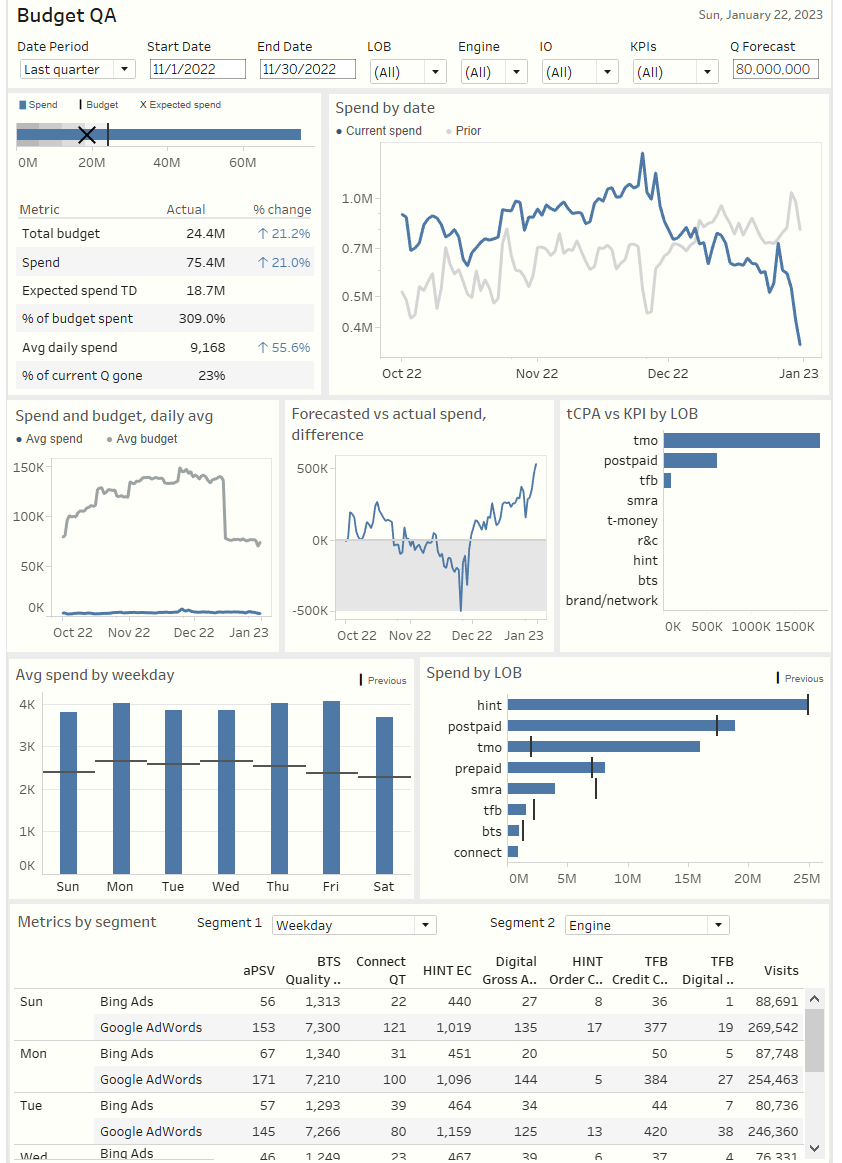 Budget QA
Sun, January 22, 2023
Date Period Start Date End Date LOB Engine IO KPIs Q Forecast
Last quarter 11/1/2022 11/30/2022 (All) (All) (All) (All) 80,000,000
Spend Budget X Expected spend
0M 20M 40M 60M
Metric Actual % change
Total budget 24.4M ↑ 21.2%
Spend 75.4M ↑ 21.0%
Expected spend TD 18.7M
% of budget spent 309.0%
Avg daily spend 9,168 ↑ 55.6%
% of current Q gone 23%
Spend by date
Current spend Prior
1.0M
0.7M
0.5M
0.4M
Oct 22 Nov 22 Dec 22 Jan 23
Spend and budget, daily avg
Avg spend Avg budget
150K
100K
50K
0K
Oct 22 Nov 22 Dec 22 Jan 23
Forecasted vs actual spend,
difference
500K
0K
-500K
Oct 22 Nov 22 Dec 22 Jan 23
tCPA vs KPI by LOB
tmo
postpaid
tfb
smra
t-money
r&c
hint
bts
brand/network
0K 500K 1000K 1500K
Avg spend by weekday
Previous
4K
3K
2K
1K
0K
Sun Mon Tue Wed Thu Fri Sat
Spend by LOB
Previous
hint
postpaid
tmo
prepaid
smra
tfb
bts
connect
0M 5M 10M 15M 20M 25M
Metrics by segment Segment 1 Weekday Segment 2 Engine
aPSV BTS Quality .. Connect QT HINT EC Digital Gross A.. HINT Order C.. TFB Credit C.. TFB Digital .. Visits
Sun Bing Ads 56 1,313 22 440 27 8 36 1 88,691
Google AdWords 153 7,300 121 1,019 135 17 377 19 269,542
Mon Bing Ads 67 1,340 31 451 20 50 5 87,748
Google AdWords 171 7,210 100 1,096 144 5 384 27 254,463
Tue Bing Ads 57 1,293 39 464 34 44 7 80,736
Google AdWords 145 7,266 80 1,159 125 13 420 38 246,360
Wed Bing Ads 46 1,249 23 467 39 6 37 4 76,331